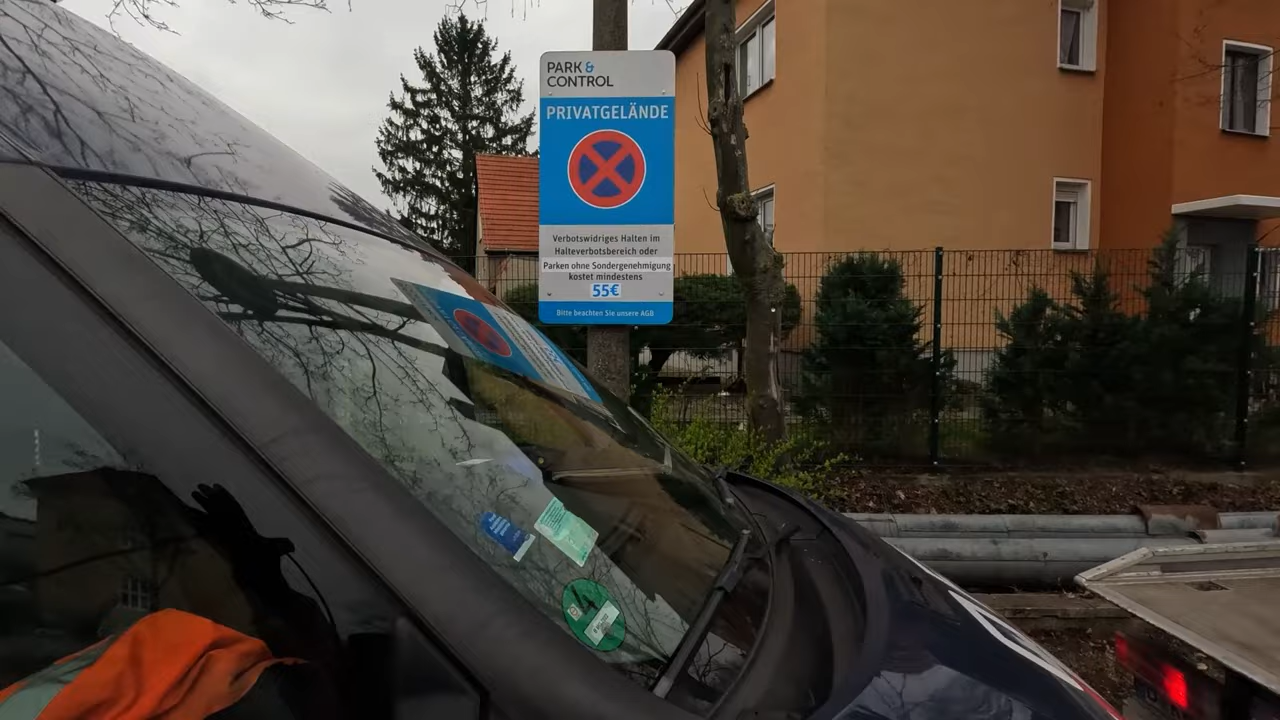 PARK &
CONTROL
PRIVATGELÄNDE
Verbotswidriges Halten im
Halteverbotsbereich oder
Parken ohne Sondergenehmigung
kostet mindestens
55€
Bitte beachten Sie unsere AGB
4